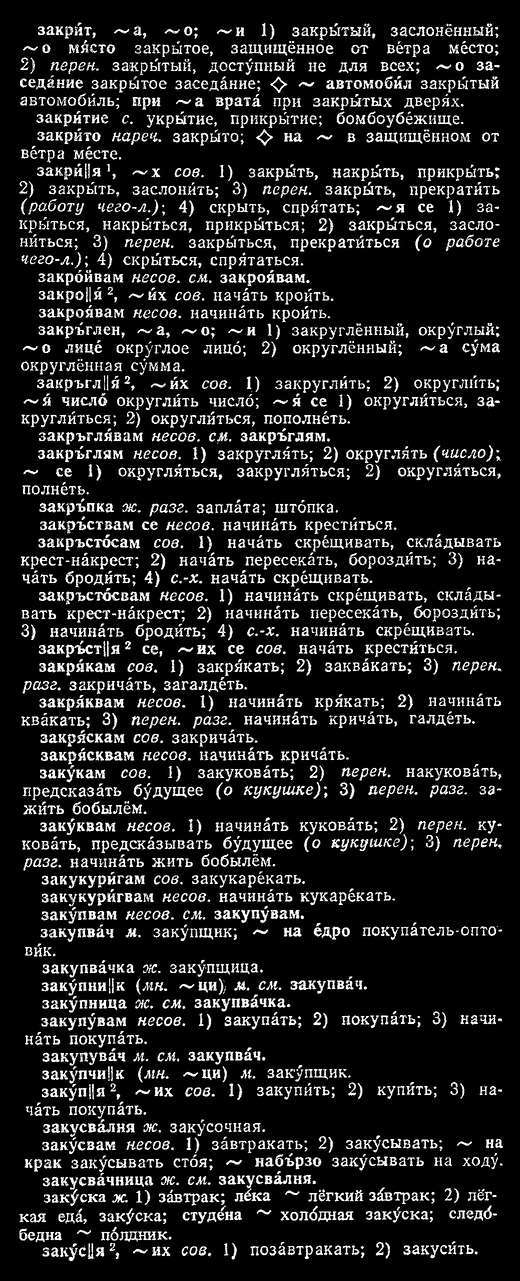 закри́т, ~а, ~о; ~и 1) закры́тый, заслонённый;
~о мя́сто закры́тое, защищённое от ве́тра ме́сто;
2) перен. закры́тый, досту́пный не для всех; ~о за-
седа́ние закры́тое заседа́ние; ◇ ~ автомоби́л закры́тый
автомоби́ль; при ~а врата́ при закры́тых дверя́х.
закри́тие с. укры́тие, прикры́тие; бомбоубе́жище.
закри́то нареч. закры́то; ◇ на ~ в защищённом от
ве́тра ме́сте.
закри́||я ¹, ~х сов. 1) закры́ть, накры́ть, прикры́ть;
2) закры́ть, заслони́ть; 3) перен. закры́ть, прекрати́ть
(работу чего-л.); 4) скрыть, спря́тать; ~я се 1) за-
кры́ться, накры́ться, прикры́ться; 2) закры́ться, засло-
ни́ться; 3) перен. закры́ться, прекрати́ться (о работе
чего-л.); 4) скры́ться, спря́таться.
закро́йвам несов. см. закроя́вам.
закро||я́ ², ~и́х сов. нача́ть крои́ть.
закроя́вам несов. начина́ть крои́ть.
закръ́глен, ~а, ~о; ~и 1) закруглённый, окру́глый;
~о лице́ окру́глое лицо́; 2) округлённый; ~а су́ма
округлённая су́мма.
закръгл||я́ ², ~и́х сов. 1) закругли́ть; 2) округли́ть;
~я́ число́ округли́ть число́; ~я́ се 1) округли́ться, за-
кругли́ться; 2) округли́ться, пополне́ть.
закръгля́вам несов. см. закръ́глям.
закръ́глям несов. 1) закругля́ть; 2) округля́ть (число);
~ се 1) округля́ться, закругля́ться; 2) округля́ться,
полне́ть.
закръ́пка ж. разг. запла́та; што́пка.
закръ́ствам се несов. начина́ть крести́ться.
закръсто́сам сов. 1) нача́ть скре́щивать, скла́дывать
крест-на́крест; 2) нача́ть пересека́ть, борозди́ть; 3) на-
ча́ть броди́ть; 4) с.-х. нача́ть скре́щивать.
закръсто́свам несов. 1) начина́ть скре́щивать, скла́ды-
вать крест-на́крест; 2) начина́ть пересека́ть, борозди́ть;
3) начина́ть броди́ть; 4) с.-х. начина́ть скре́щивать.
закръ́ст||я ² се, ~их се сов. нача́ть крести́ться.
закря́кам сов. 1) закря́кать; 2) заква́кать; 3) перен.
разг. закрича́ть, загалде́ть.
закря́квам несов. 1) начина́ть кря́кать; 2) начина́ть
ква́кать; 3) перен. разг. начина́ть крича́ть, галде́ть.
закря́скам сов. закрича́ть.
закря́сквам несов. начина́ть крича́ть.
заку́кам сов. 1) закукова́ть; 2) перен. накукова́ть,
предсказа́ть бу́дущее (о кукушке); 3) перен. разг. за-
жи́ть бобылём.
заку́квам несов. 1) начина́ть кукова́ть; 2) перен. ку-
кова́ть, предска́зывать бу́дущее (о кукушке); 3) перен.
разг. начина́ть жить бобылём.
закукури́гам сов. закукаре́кать.
закукури́гвам несов. начина́ть кукаре́кать.
заку́пвам несов. см. закупу́вам.
закупва́ч м. заку́пщик; ~ на е́дро покупа́тель-опто-
ви́к.
закупва́чка ж. заку́пщица.
закупни́||к (мн. ~ци) м. см. закупва́ч.
заку́пница ж. см. закупва́чка.
закупу́вам несов. 1) закупа́ть; 2) покупа́ть; 3) начи-
на́ть покупа́ть.
закупува́ч м. см. закупва́ч.
закупчи́||к (мн. ~ци) м. заку́пщик.
заку́п||я ², ~их сов. 1) закупи́ть; 2) купи́ть; 3) на-
ча́ть покупа́ть.
закусва́лня ж. заку́сочная.
заку́свам несов. 1) за́втракать; 2) заку́сывать; ~ на
крак заку́сывать сто́я; ~ набъ́рзо заку́сывать на ходу́.
закусва́чница ж. см. закусва́лня.
заку́ска ж. 1) за́втрак; ле́ка ~ лёгкий за́втрак; 2) лёг-
кая еда́, заку́ска; студе́на ~ холо́дная заку́ска; следо́-
бедна ~ по́лдник.
заку́с||я ², ~их сов. 1) поза́втракать; 2) закуси́ть.